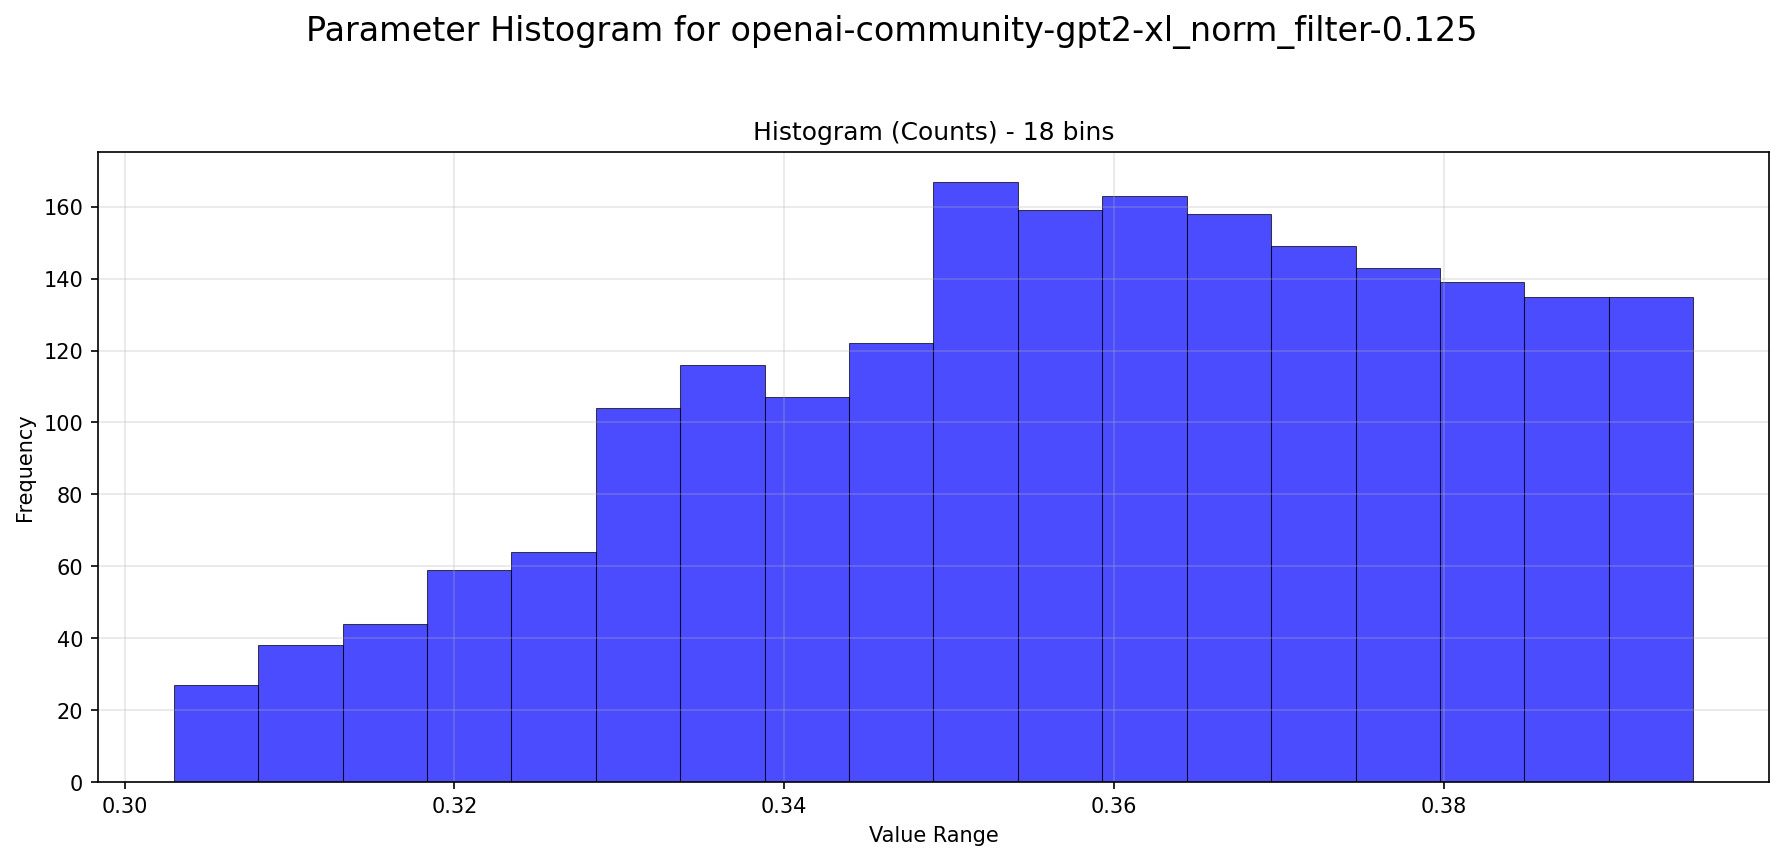 Parameter Histogram for openai-community-gpt2-xl_norm_filter-0.125
Histogram (Counts) - 18 bins
Frequency
160
140
120
100
80
60
40
20
0
0.30 0.32 0.34 0.36 0.38
Value Range